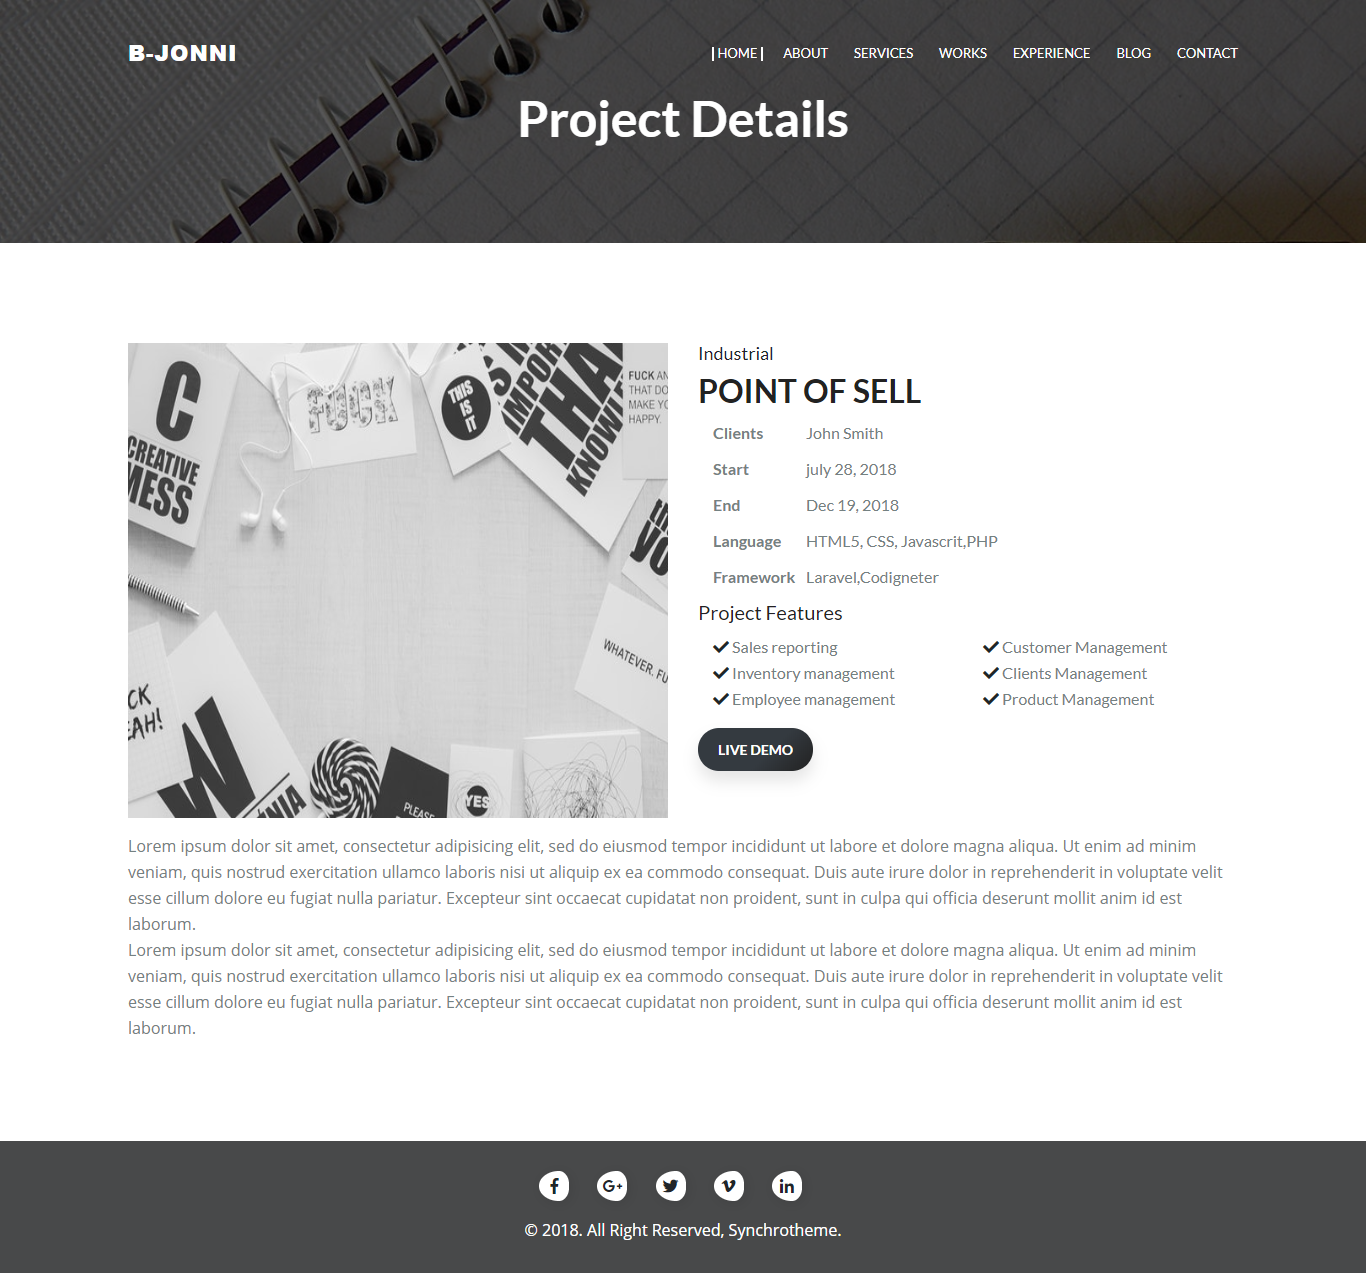 B-JONNI
| HOME | ABOUT SERVICES WORKS EXPERIENCE BLOG CONTACT
Project Details
C
CREATIVE
MESS
FUCK
THIS
IS
IT
IMPOR
THA
KNOWL
FUCK AN
THAT DO
MAKE YO
HAPPY.
WHATEVER. FU
CK
YEAH!
W
PLEASE
YES
Industrial
POINT OF SELL
Clients John Smith
Start july 28, 2018
End Dec 19, 2018
Language HTML5, CSS, Javascrit,PHP
Framework Laravel,Codigneter
Project Features
Sales reporting Customer Management
Inventory management Clients Management
Employee management Product Management
LIVE DEMO
Lorem ipsum dolor sit amet, consectetur adipisicing elit, sed do eiusmod tempor incididunt ut labore et dolore magna aliqua. Ut enim ad minim
veniam, quis nostrud exercitation ullamco laboris nisi ut aliquip ex ea commodo consequat. Duis aute irure dolor in reprehenderit in voluptate velit
esse cillum dolore eu fugiat nulla pariatur. Excepteur sint occaecat cupidatat non proident, sunt in culpa qui officia deserunt mollit anim id est
laborum.
Lorem ipsum dolor sit amet, consectetur adipisicing elit, sed do eiusmod tempor incididunt ut labore et dolore magna aliqua. Ut enim ad minim
veniam, quis nostrud exercitation ullamco laboris nisi ut aliquip ex ea commodo consequat. Duis aute irure dolor in reprehenderit in voluptate velit
esse cillum dolore eu fugiat nulla pariatur. Excepteur sint occaecat cupidatat non proident, sunt in culpa qui officia deserunt mollit anim id est
laborum.
© 2018. All Right Reserved, Synchrotheme.